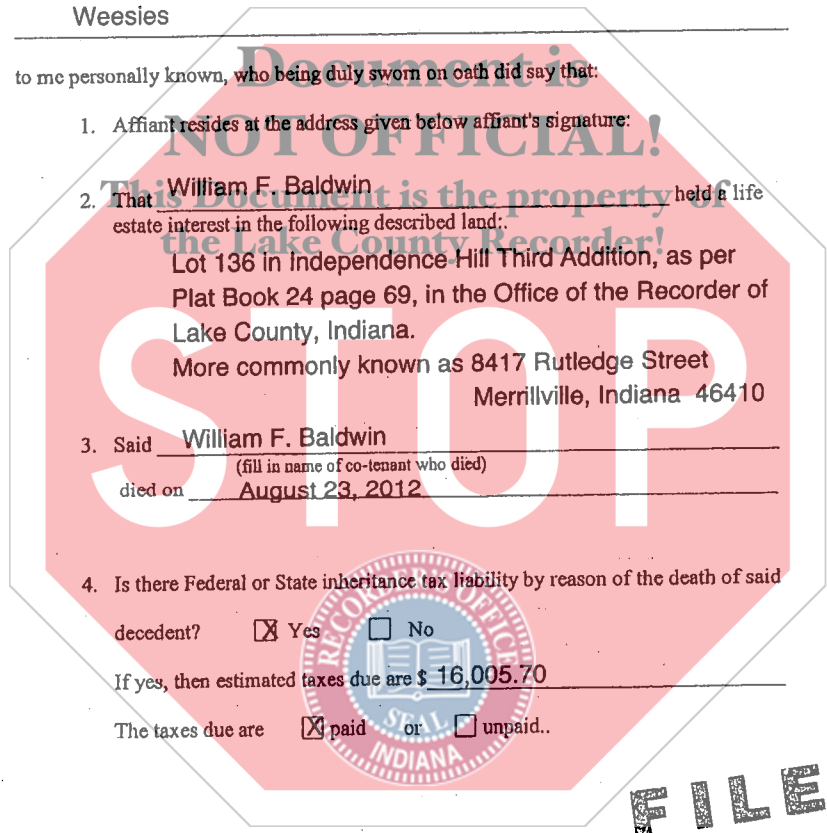 Weesies
to me personally known, who being duly sworn on oath did say that:
Document is
1. Affiant resides at the address given below affiant's signature:
NOT OFFICIAL!
2. That William F. Baldwin held a life
This Document is the property of
estate interest in the following described land:.
the Lake County Recorder!
Lot 136 in Independence Hill Third Addition, as per
Plat Book 24 page 69, in the Office of the Recorder of
Lake County, Indiana.
More commonly known as 8417 Rutledge Street
Merrillville, Indiana 46410
STOP
3. Said William F. Baldwin
(fill in name of co-tenant who died)
died on August 23, 2012
4. Is there Federal or State inheritance tax liability by reason of the death of said
decedent? X Yes No
If yes, then estimated taxes due are $ 16,005.70
The taxes due are X paid or unpaid..
RECORDER'S OFFICE
SEAL
INDIANA
FILE